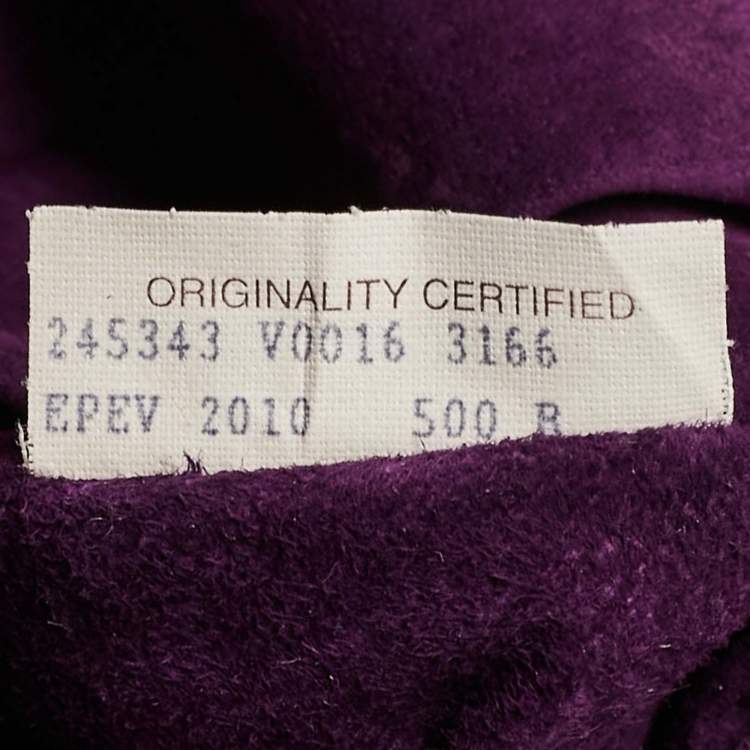 ORIGINALITY CERTIFIED
245343 V0016 3166
EPEV 2010 500 B